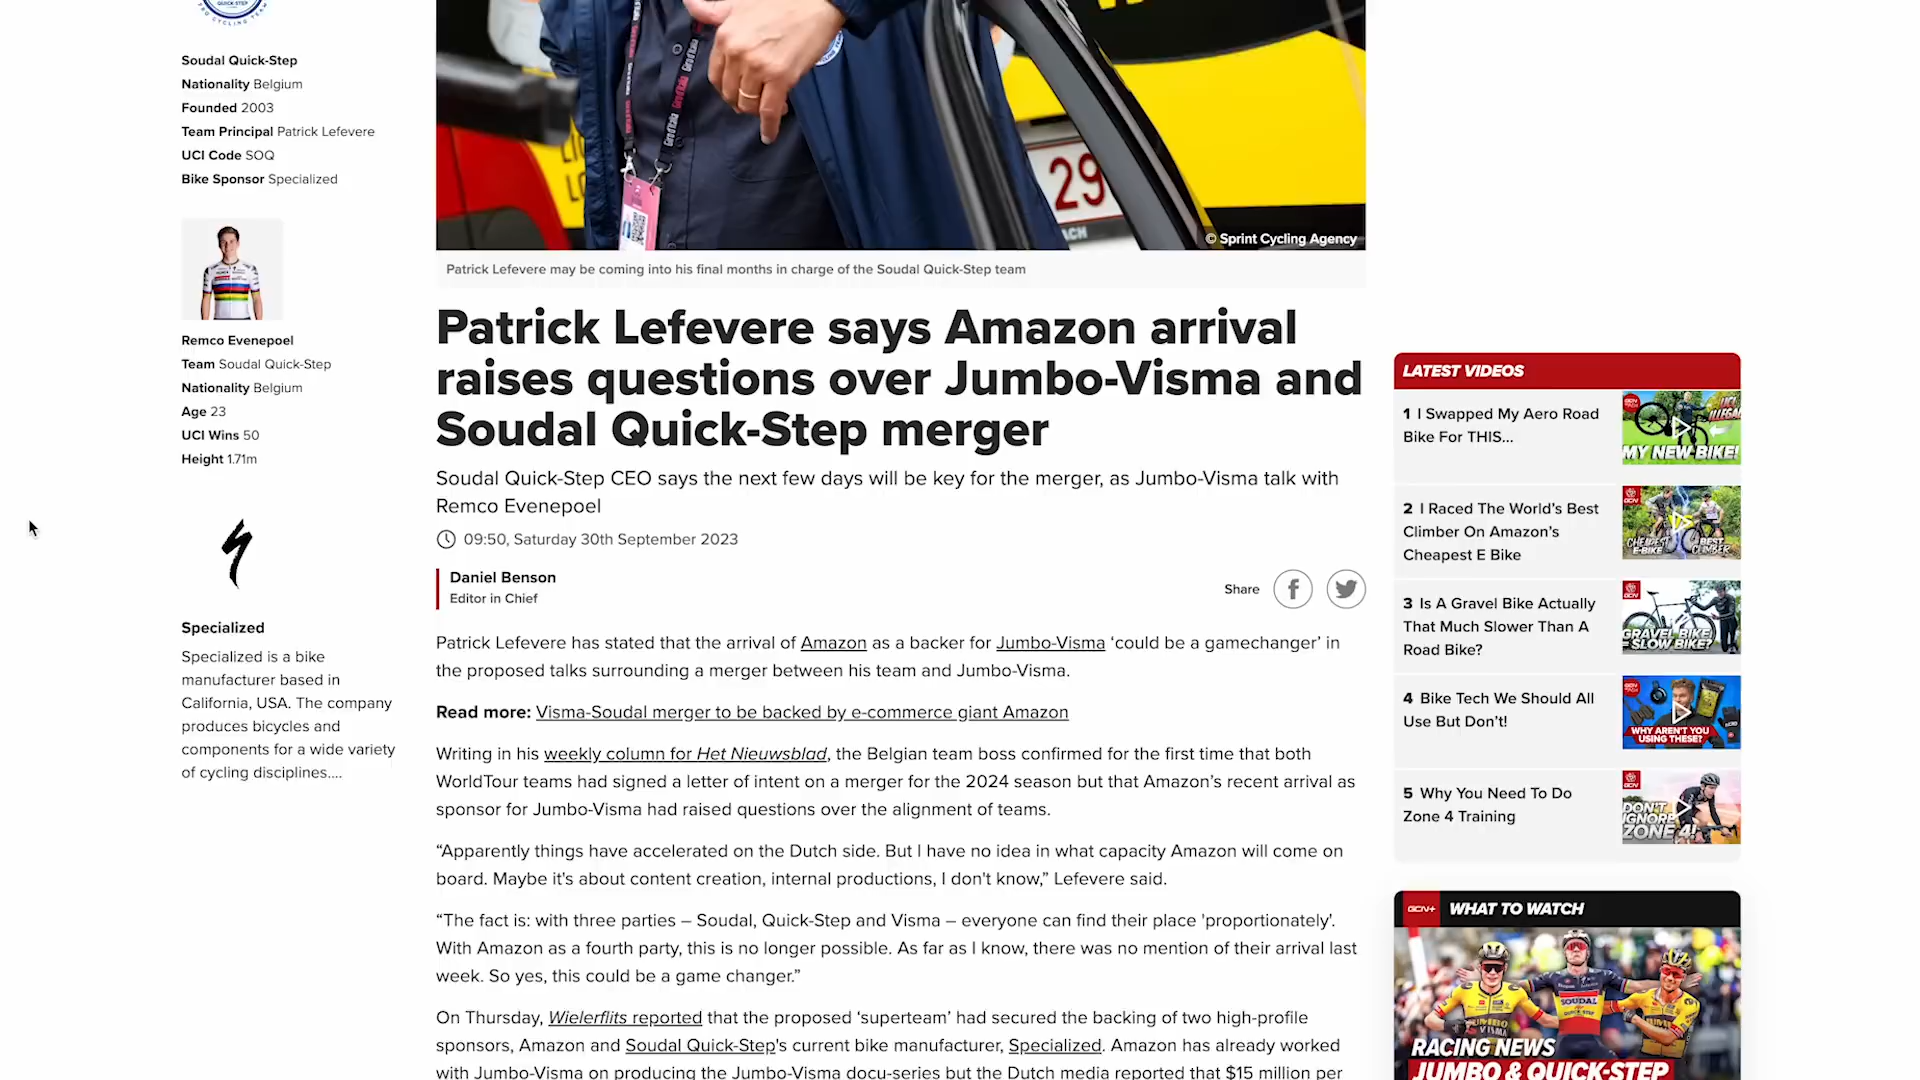 QUICK-STEP
PRO CYCLING TEAM
Soudal Quick-Step
Nationality Belgium
Founded 2003
Team Principal Patrick Lefevere
UCI Code SOQ
Bike Sponsor Specialized
Remco Evenepoel
Team Soudal Quick-Step
Nationality Belgium
Age 23
UCI Wins 50
Height 1.71m
Specialized
Specialized is a bike
manufacturer based in
California, USA. The company
produces bicycles and
components for a wide variety
of cycling disciplines....
Giro d'Italia
29
© Sprint Cycling Agency
Patrick Lefevere may be coming into his final months in charge of the Soudal Quick-Step team
Patrick Lefevere says Amazon arrival
raises questions over Jumbo-Visma and
Soudal Quick-Step merger
Soudal Quick-Step CEO says the next few days will be key for the merger, as Jumbo-Visma talk with
Remco Evenepoel
09:50, Saturday 30th September 2023
Daniel Benson
Editor in Chief
Share
Patrick Lefevere has stated that the arrival of Amazon as a backer for Jumbo-Visma ‘could be a gamechanger’ in
the proposed talks surrounding a merger between his team and Jumbo-Visma.
Read more: Visma-Soudal merger to be backed by e-commerce giant Amazon
Writing in his weekly column for Het Nieuwsblad, the Belgian team boss confirmed for the first time that both
WorldTour teams had signed a letter of intent on a merger for the 2024 season but that Amazon’s recent arrival as
sponsor for Jumbo-Visma had raised questions over the alignment of teams.
“Apparently things have accelerated on the Dutch side. But I have no idea in what capacity Amazon will come on
board. Maybe it's about content creation, internal productions, I don't know,” Lefevere said.
“The fact is: with three parties – Soudal, Quick-Step and Visma – everyone can find their place 'proportionately'.
With Amazon as a fourth party, this is no longer possible. As far as I know, there was no mention of their arrival last
week. So yes, this could be a game changer.”
On Thursday, Wielerflits reported that the proposed ‘superteam’ had secured the backing of two high-profile
sponsors, Amazon and Soudal Quick-Step's current bike manufacturer, Specialized. Amazon has already worked
with Jumbo-Visma on producing the Jumbo-Visma docu-series but the Dutch media reported that $15 million per
LATEST VIDEOS
1 I Swapped My Aero Road
Bike For THIS...
MY NEW BIKE!
2 I Raced The World’s Best
Climber On Amazon’s
Cheapest E Bike
VS
CHEAPEST
E-BIKE
BEST
CLIMBER
3 Is A Gravel Bike Actually
That Much Slower Than A
Road Bike?
GRAVEL BIKE
=SLOW BIKE?
4 Bike Tech We Should All
Use But Don’t!
WHY AREN'T YOU
USING THESE?
5 Why You Need To Do
Zone 4 Training
DON'T
IGNORE
ZONE 4!
GCN+ WHAT TO WATCH
SOUDAL
RACING NEWS
JUMBO & QUICK-STEP